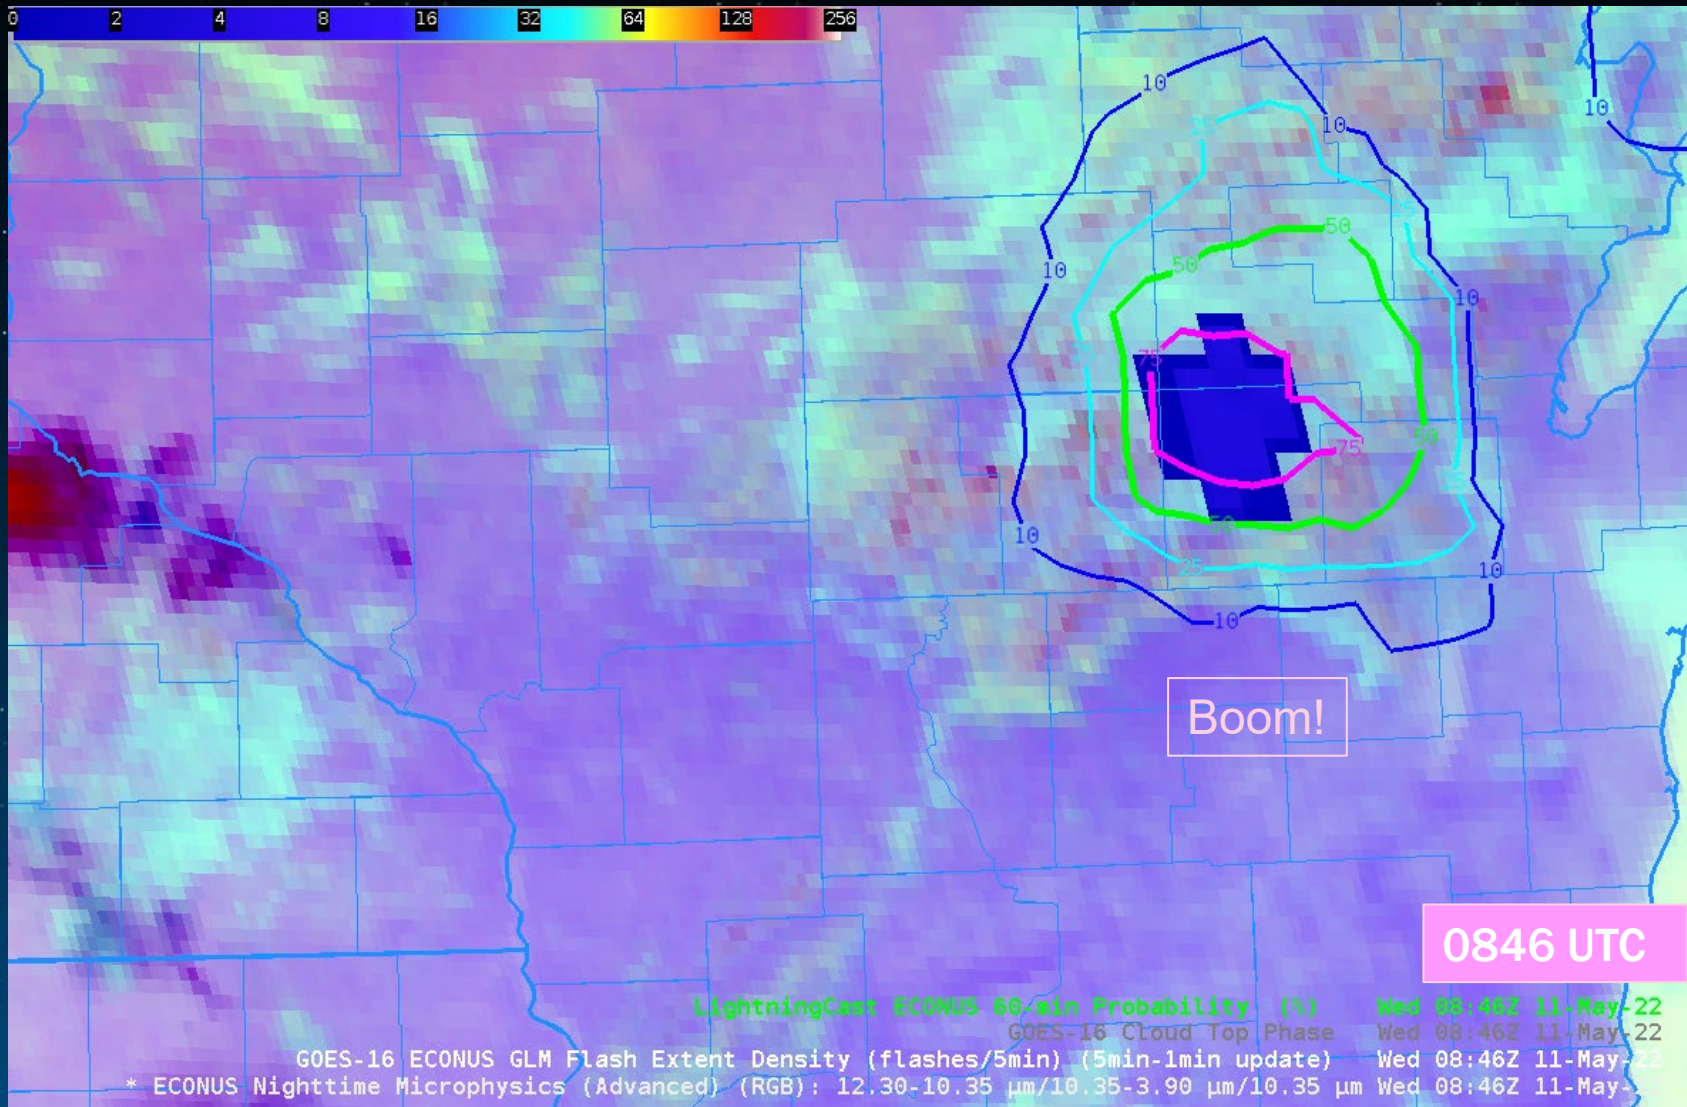 0 2 4 8 16 32 64 128 256
10
10
10
25
25
50
50
10
10
75
75
50
25
50
10
25
10
10
Boom!
0846 UTC
LightningCast ECONUS 60-min Probability (%) Wed 08:46Z 11-May-22
GOES-16 Cloud Top Phase Wed 08:46Z 11-May-22
GOES-16 ECONUS GLM Flash Extent Density (flashes/5min) (5min-1min update) Wed 08:46Z 11-May-22
* ECONUS Nighttime Microphysics (Advanced) (RGB): 12.30-10.35 µm/10.35-3.90 µm/10.35 µm Wed 08:46Z 11-May-